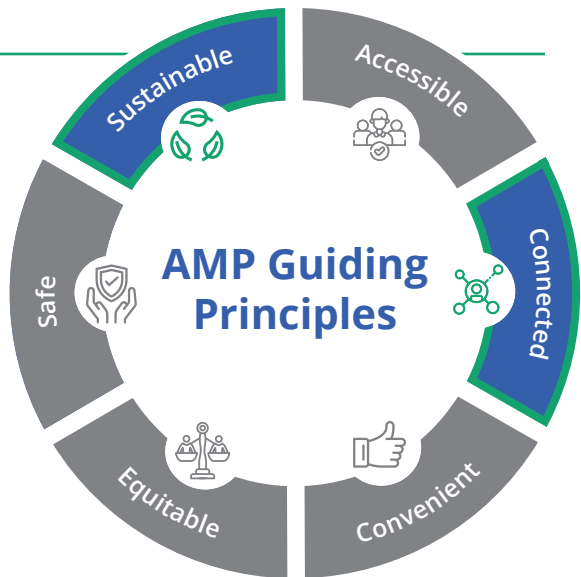 Sustainable
Accessible
Connected
Convenient
Equitable
Safe
AMP Guiding
Principles